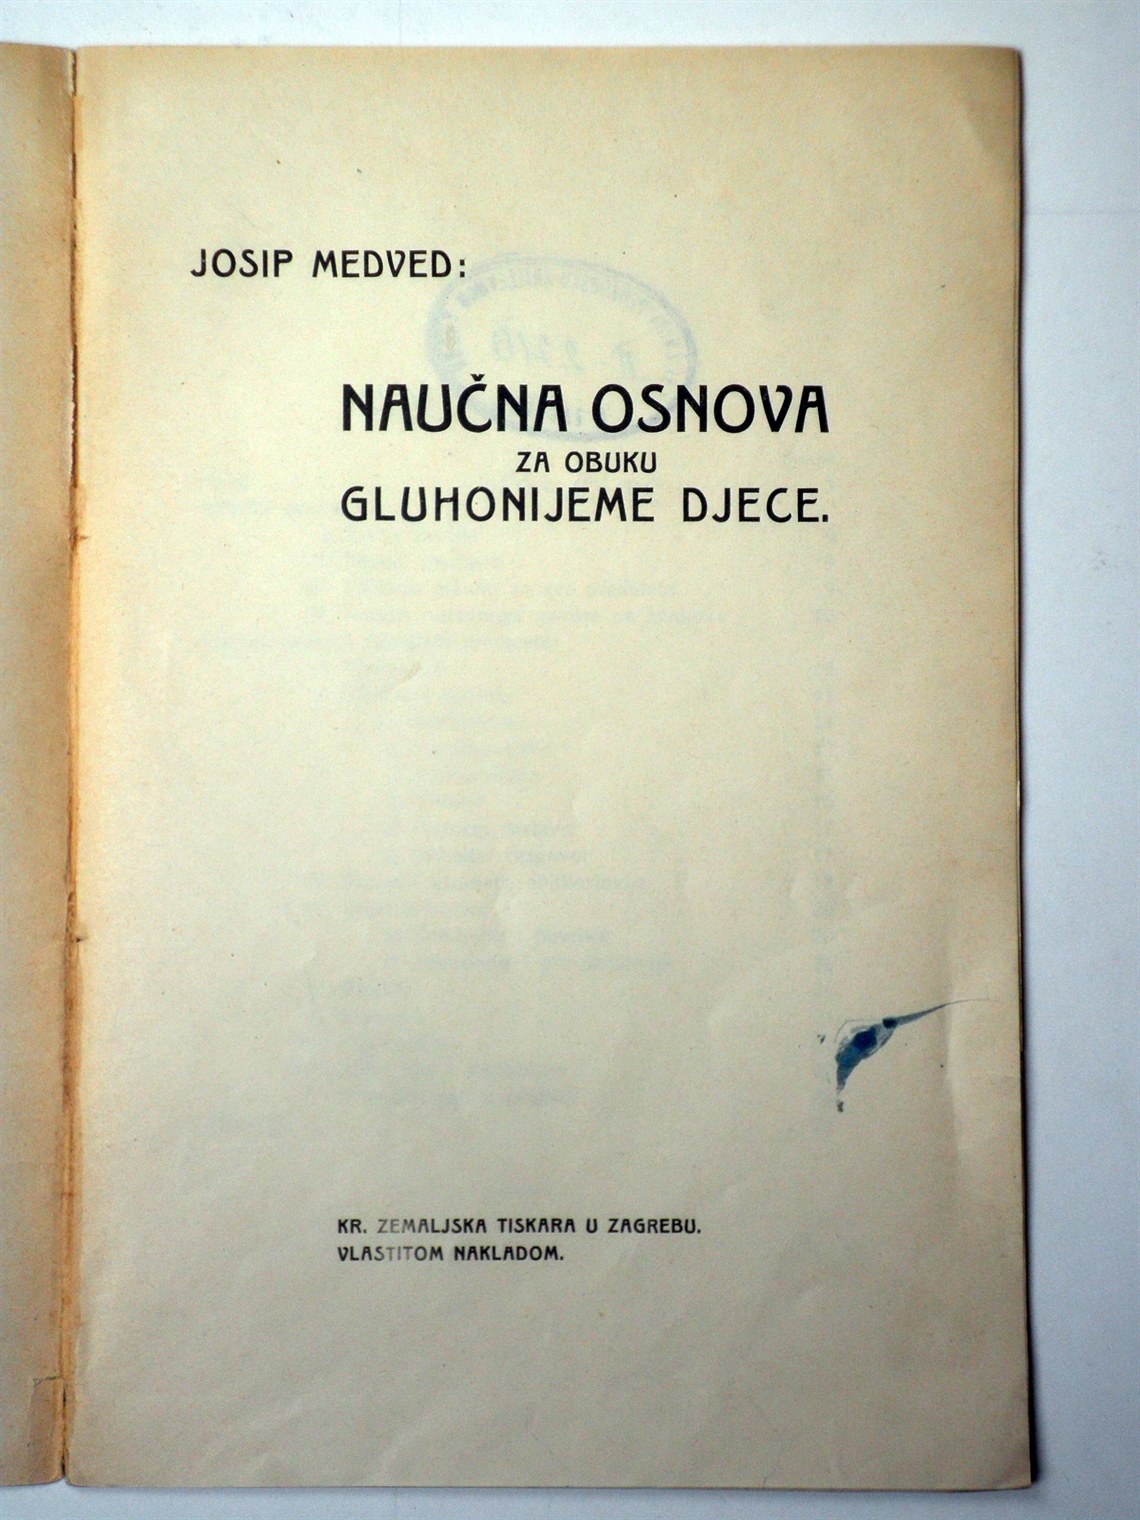 JOSIP MEDVED:
NAUČNA OSNOVA
ZA OBUKU
GLUHONIJEME DJECE.
KR. ZEMALJSKA TISKARA U ZAGREBU.
VLASTITOM NAKLADOM.